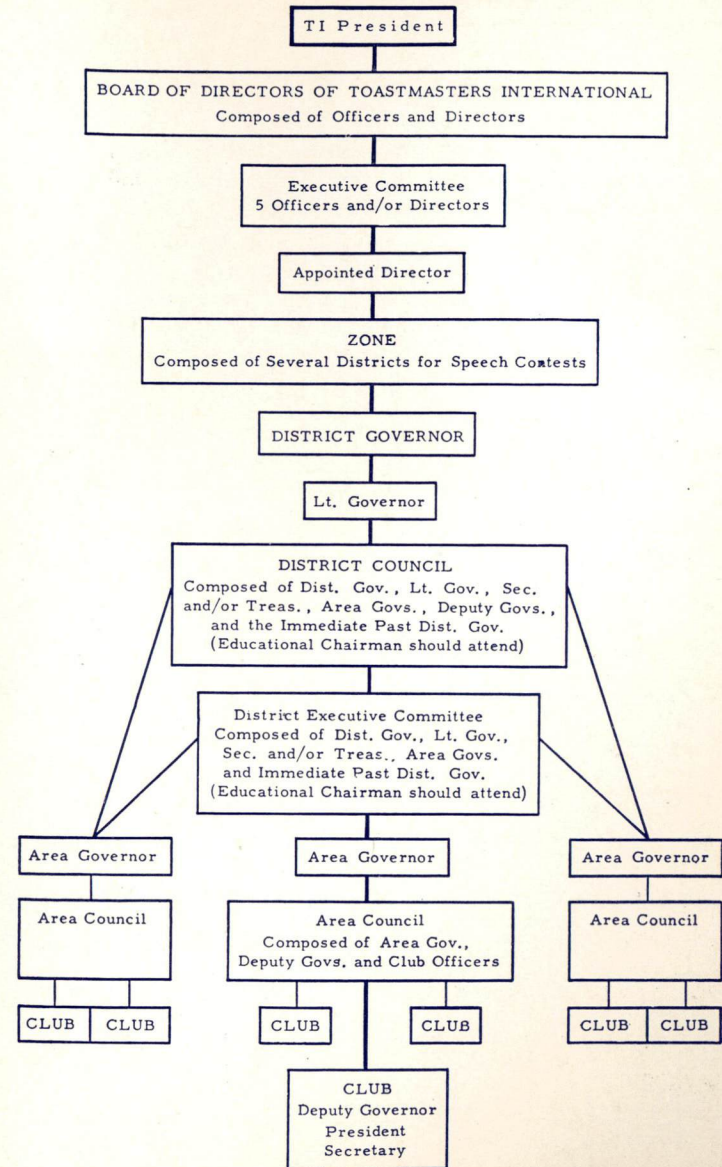 TI President
BOARD OF DIRECTORS OF TOASTMASTERS INTERNATIONAL
Composed of Officers and Directors
Executive Committee
5 Officers and/or Directors
Appointed Director
ZONE
Composed of Several Districts for Speech Contests
DISTRICT GOVERNOR
Lt. Governor
DISTRICT COUNCIL
Composed of Dist. Gov., Lt. Gov., Sec.
and/or Treas., Area Govs., Deputy Govs.,
and the Immediate Past Dist. Gov.
(Educational Chairman should attend)
District Executive Committee
Composed of Dist. Gov., Lt. Gov.,
Sec. and/or Treas., Area Govs.
and Immediate Past Dist. Gov.
(Educational Chairman should attend)
Area Governor
Area Governor
Area Governor
Area Council
Area Council
Composed of Area Gov.,
Deputy Govs. and Club Officers
Area Council
CLUB
CLUB
CLUB
CLUB
CLUB
CLUB
CLUB
Deputy Governor
President
Secretary